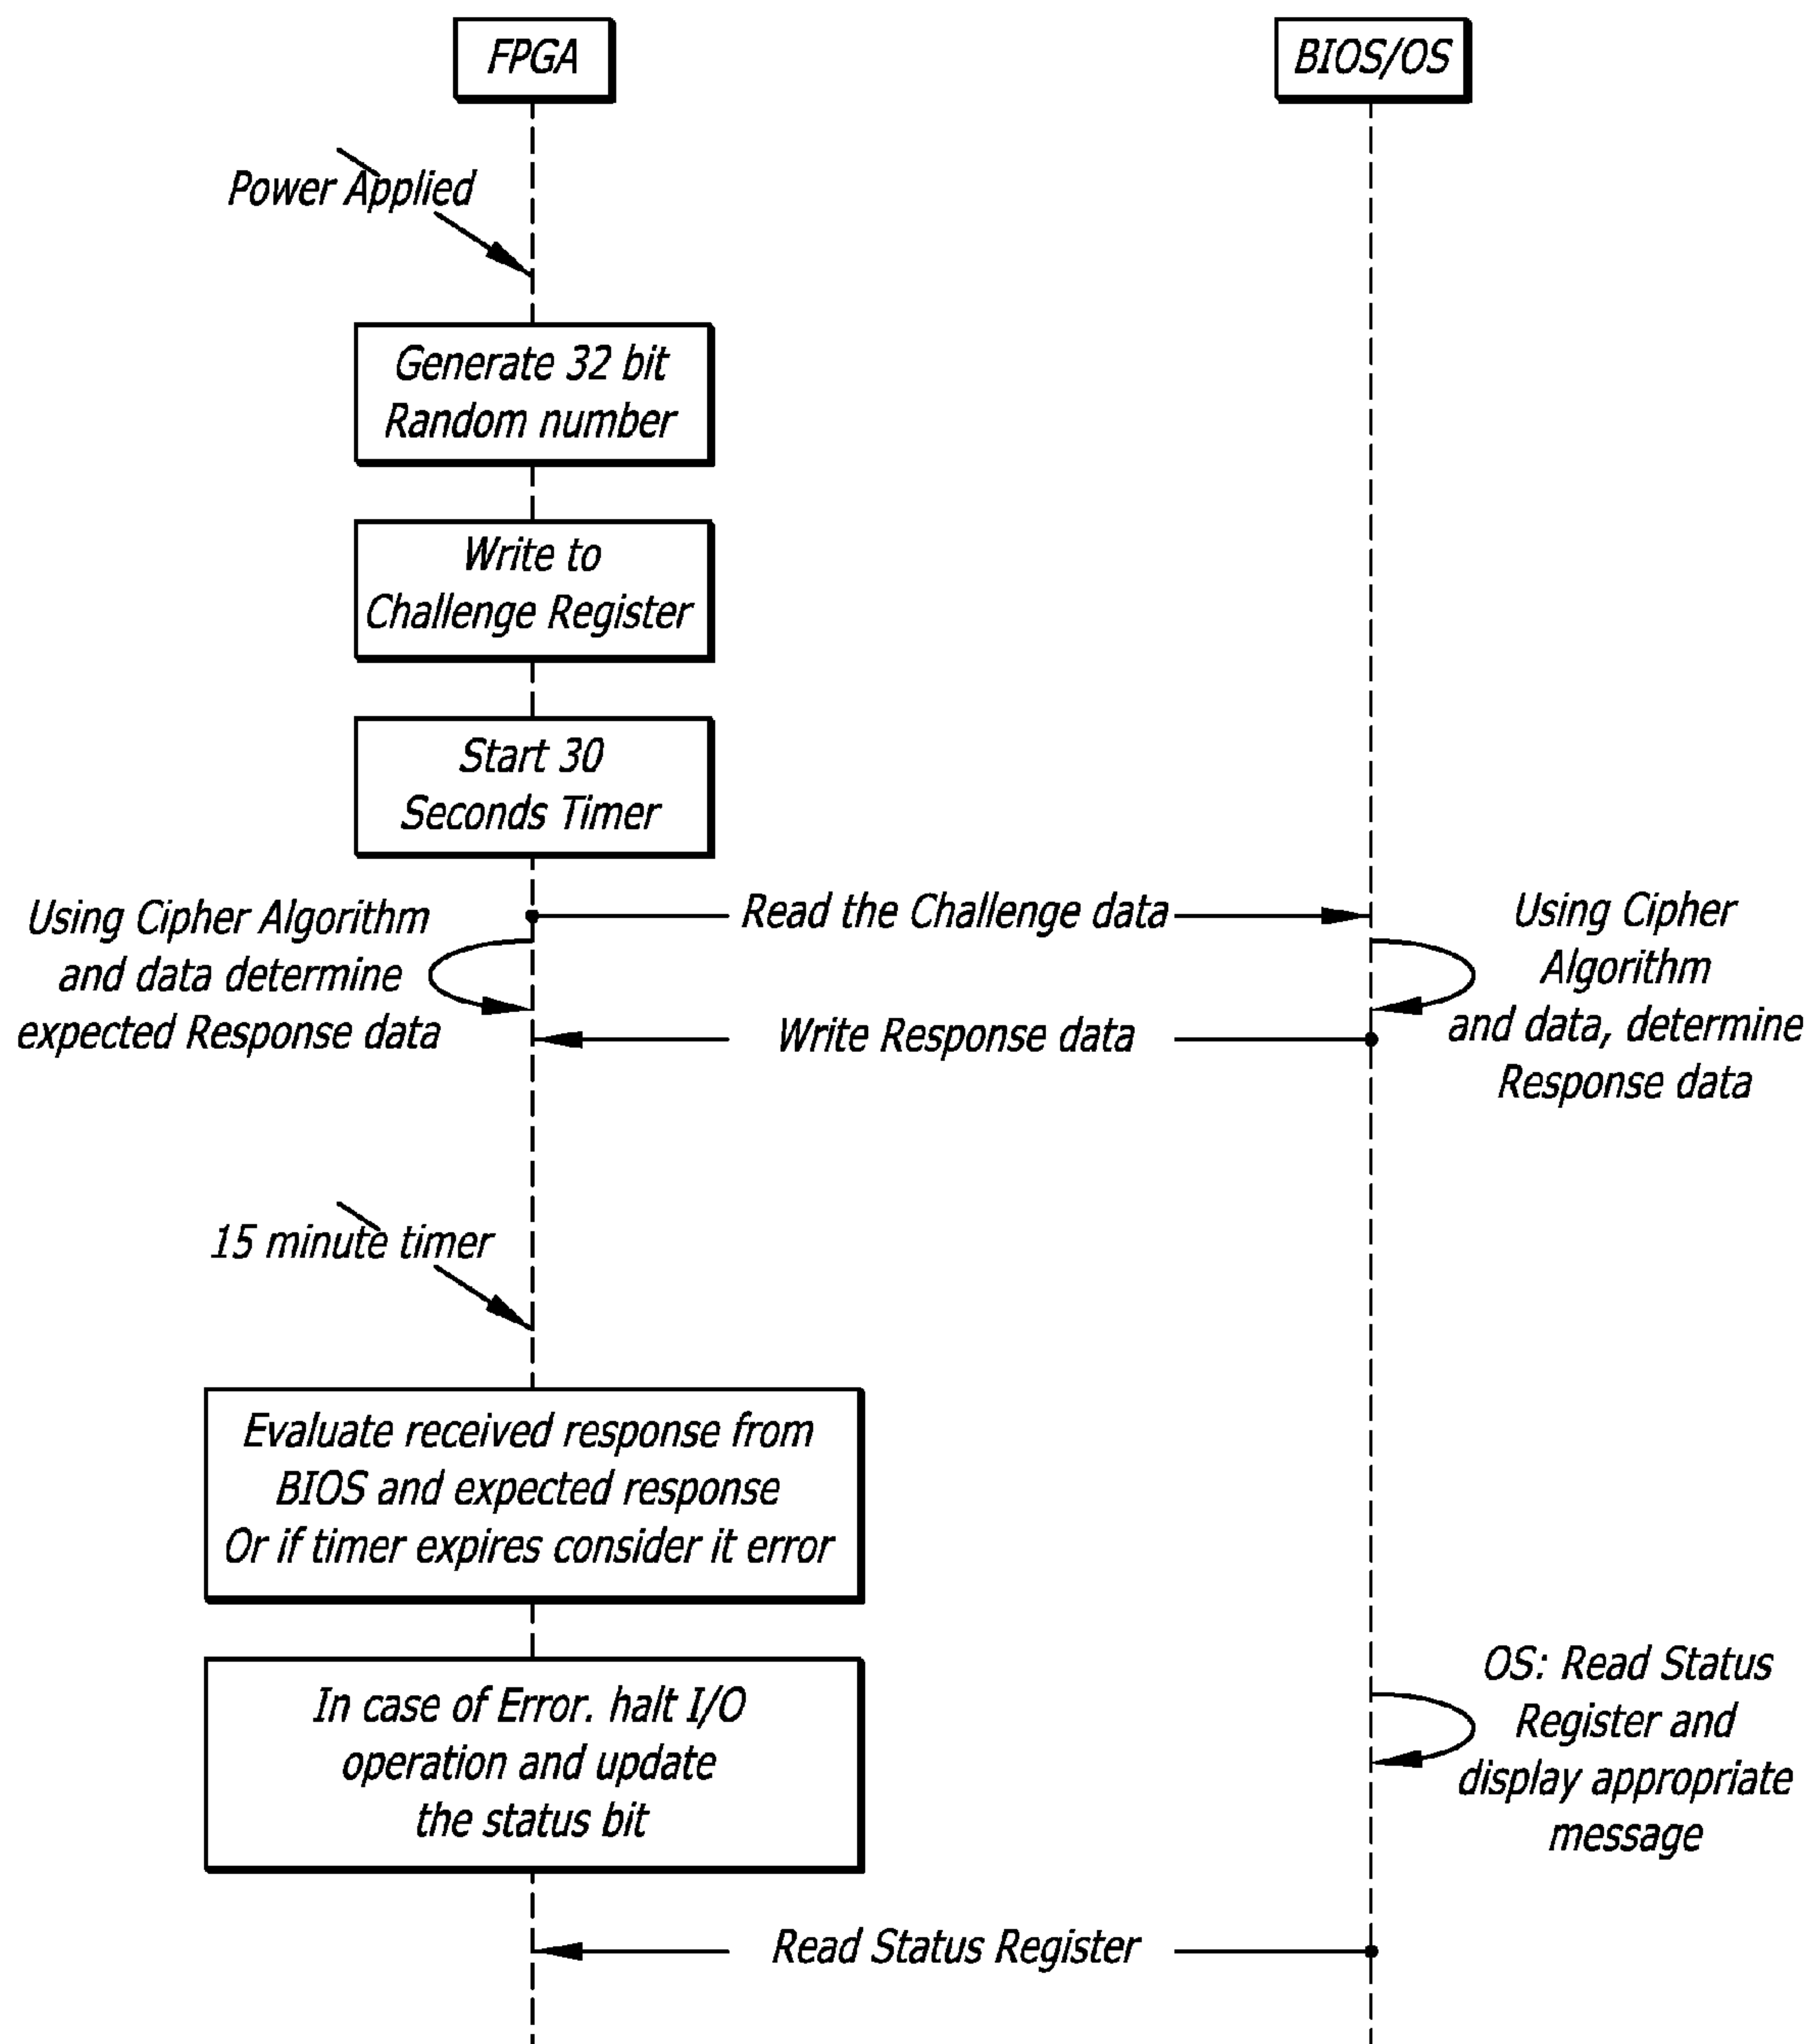 FPGA
BIOS/OS
Power Applied
Generate 32 bit
Random number
Write to
Challenge Register
Start 30
Seconds Timer
Using Cipher Algorithm
and data determine
expected Response data
Read the Challenge data
Using Cipher
Algorithm
and data, determine
Response data
Write Response data
15 minute timer
Evaluate received response from
BIOS and expected response
Or if timer expires consider it error
In case of Error. halt I/O
operation and update
the status bit
OS: Read Status
Register and
display appropriate
message
Read Status Register